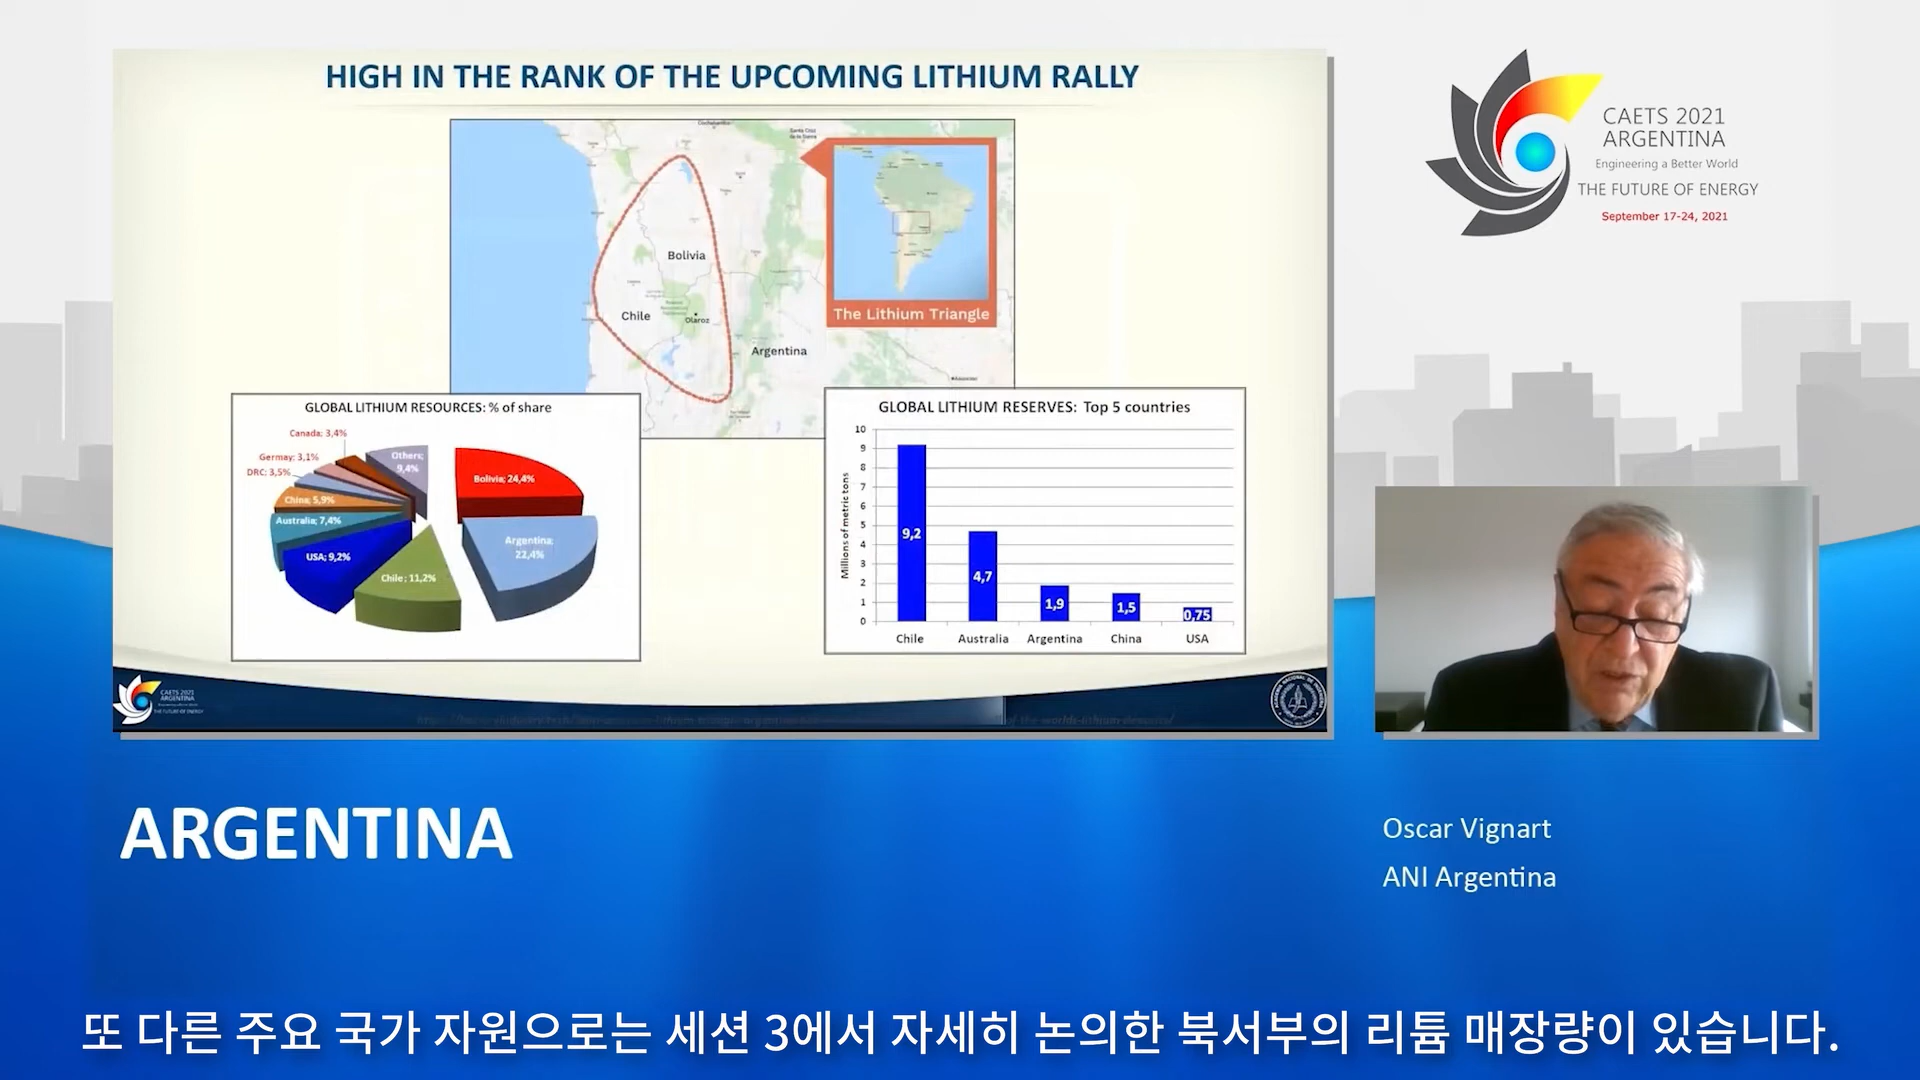 HIGH IN THE RANK OF THE UPCOMING LITHIUM RALLY
Bolivia
Chile
Olaroz
Argentina
The Lithium Triangle
GLOBAL LITHIUM RESOURCES: % of share
Canada; 3,4%
Germay; 3,1%
DRC; 3,5%
China; 5,9%
Australia; 7,4%
USA; 9,2%
Chile; 11,2%
Others;
9,4%
Bolivia; 24,4%
Argentina;
22,4%
GLOBAL LITHIUM RESERVES: Top 5 countries
Millions of metric tons
10
9
8
7
6
5
4
3
2
1
0
9,2
4,7
1,9
1,5
0,75
Chile
Australia
Argentina
China
USA
CAETS 2021
ARGENTINA
THE FUTURE OF ENERGY
CAETS 2021
ARGENTINA
Engineering a Better World
THE FUTURE OF ENERGY
September 17-24, 2021
ARGENTINA
Oscar Vignart
ANI Argentina
또 다른 주요 국가 자원으로는 세션 3에서 자세히 논의한 북서부의 리튬 매장량이 있습니다.